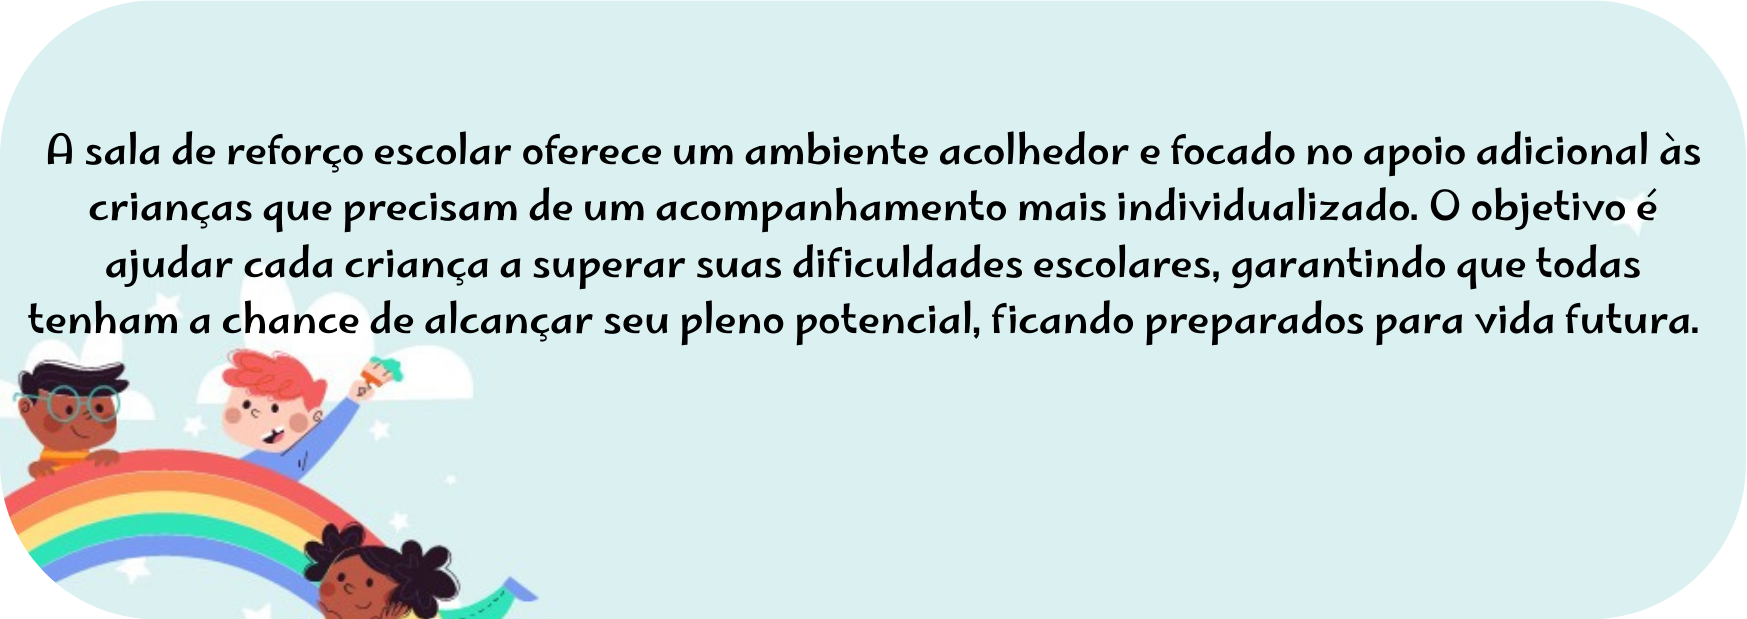 A sala de reforço escolar oferece um ambiente acolhedor e focado no apoio adicional às
crianças que precisam de um acompanhamento mais individualizado. O objetivo é
ajudar cada criança a superar suas dificuldades escolares, garantindo que todas
tenham a chance de alcançar seu pleno potencial, ficando preparados para vida futura.